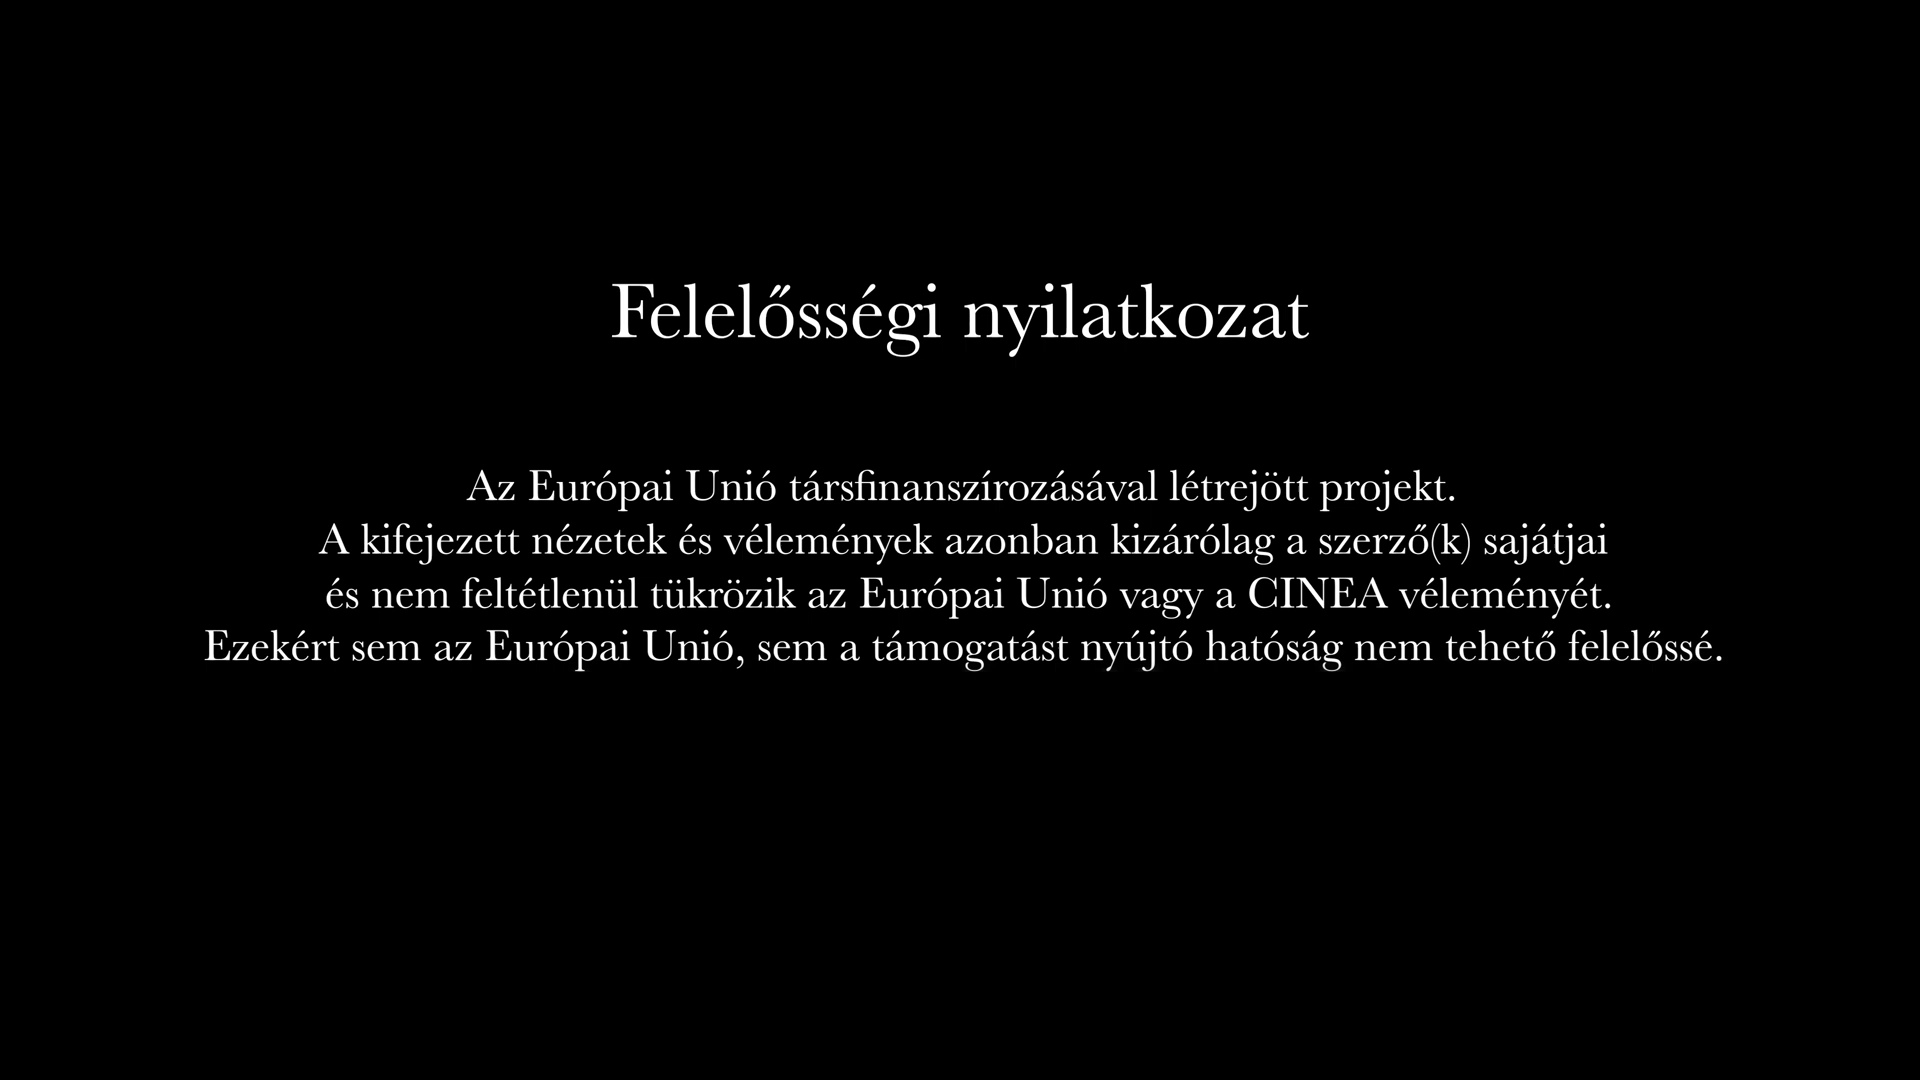 Felelősségi nyilatkozat
Az Európai Unió társfinanszírozásával létrejött projekt.
A kifejezett nézetek és vélemények azonban kizárólag a szerző(k) sajátjai
és nem feltétlenül tükrözik az Európai Unió vagy a CINEA véleményét.
Ezekért sem az Európai Unió, sem a támogatást nyújtó hatóság nem tehető felelőssé.